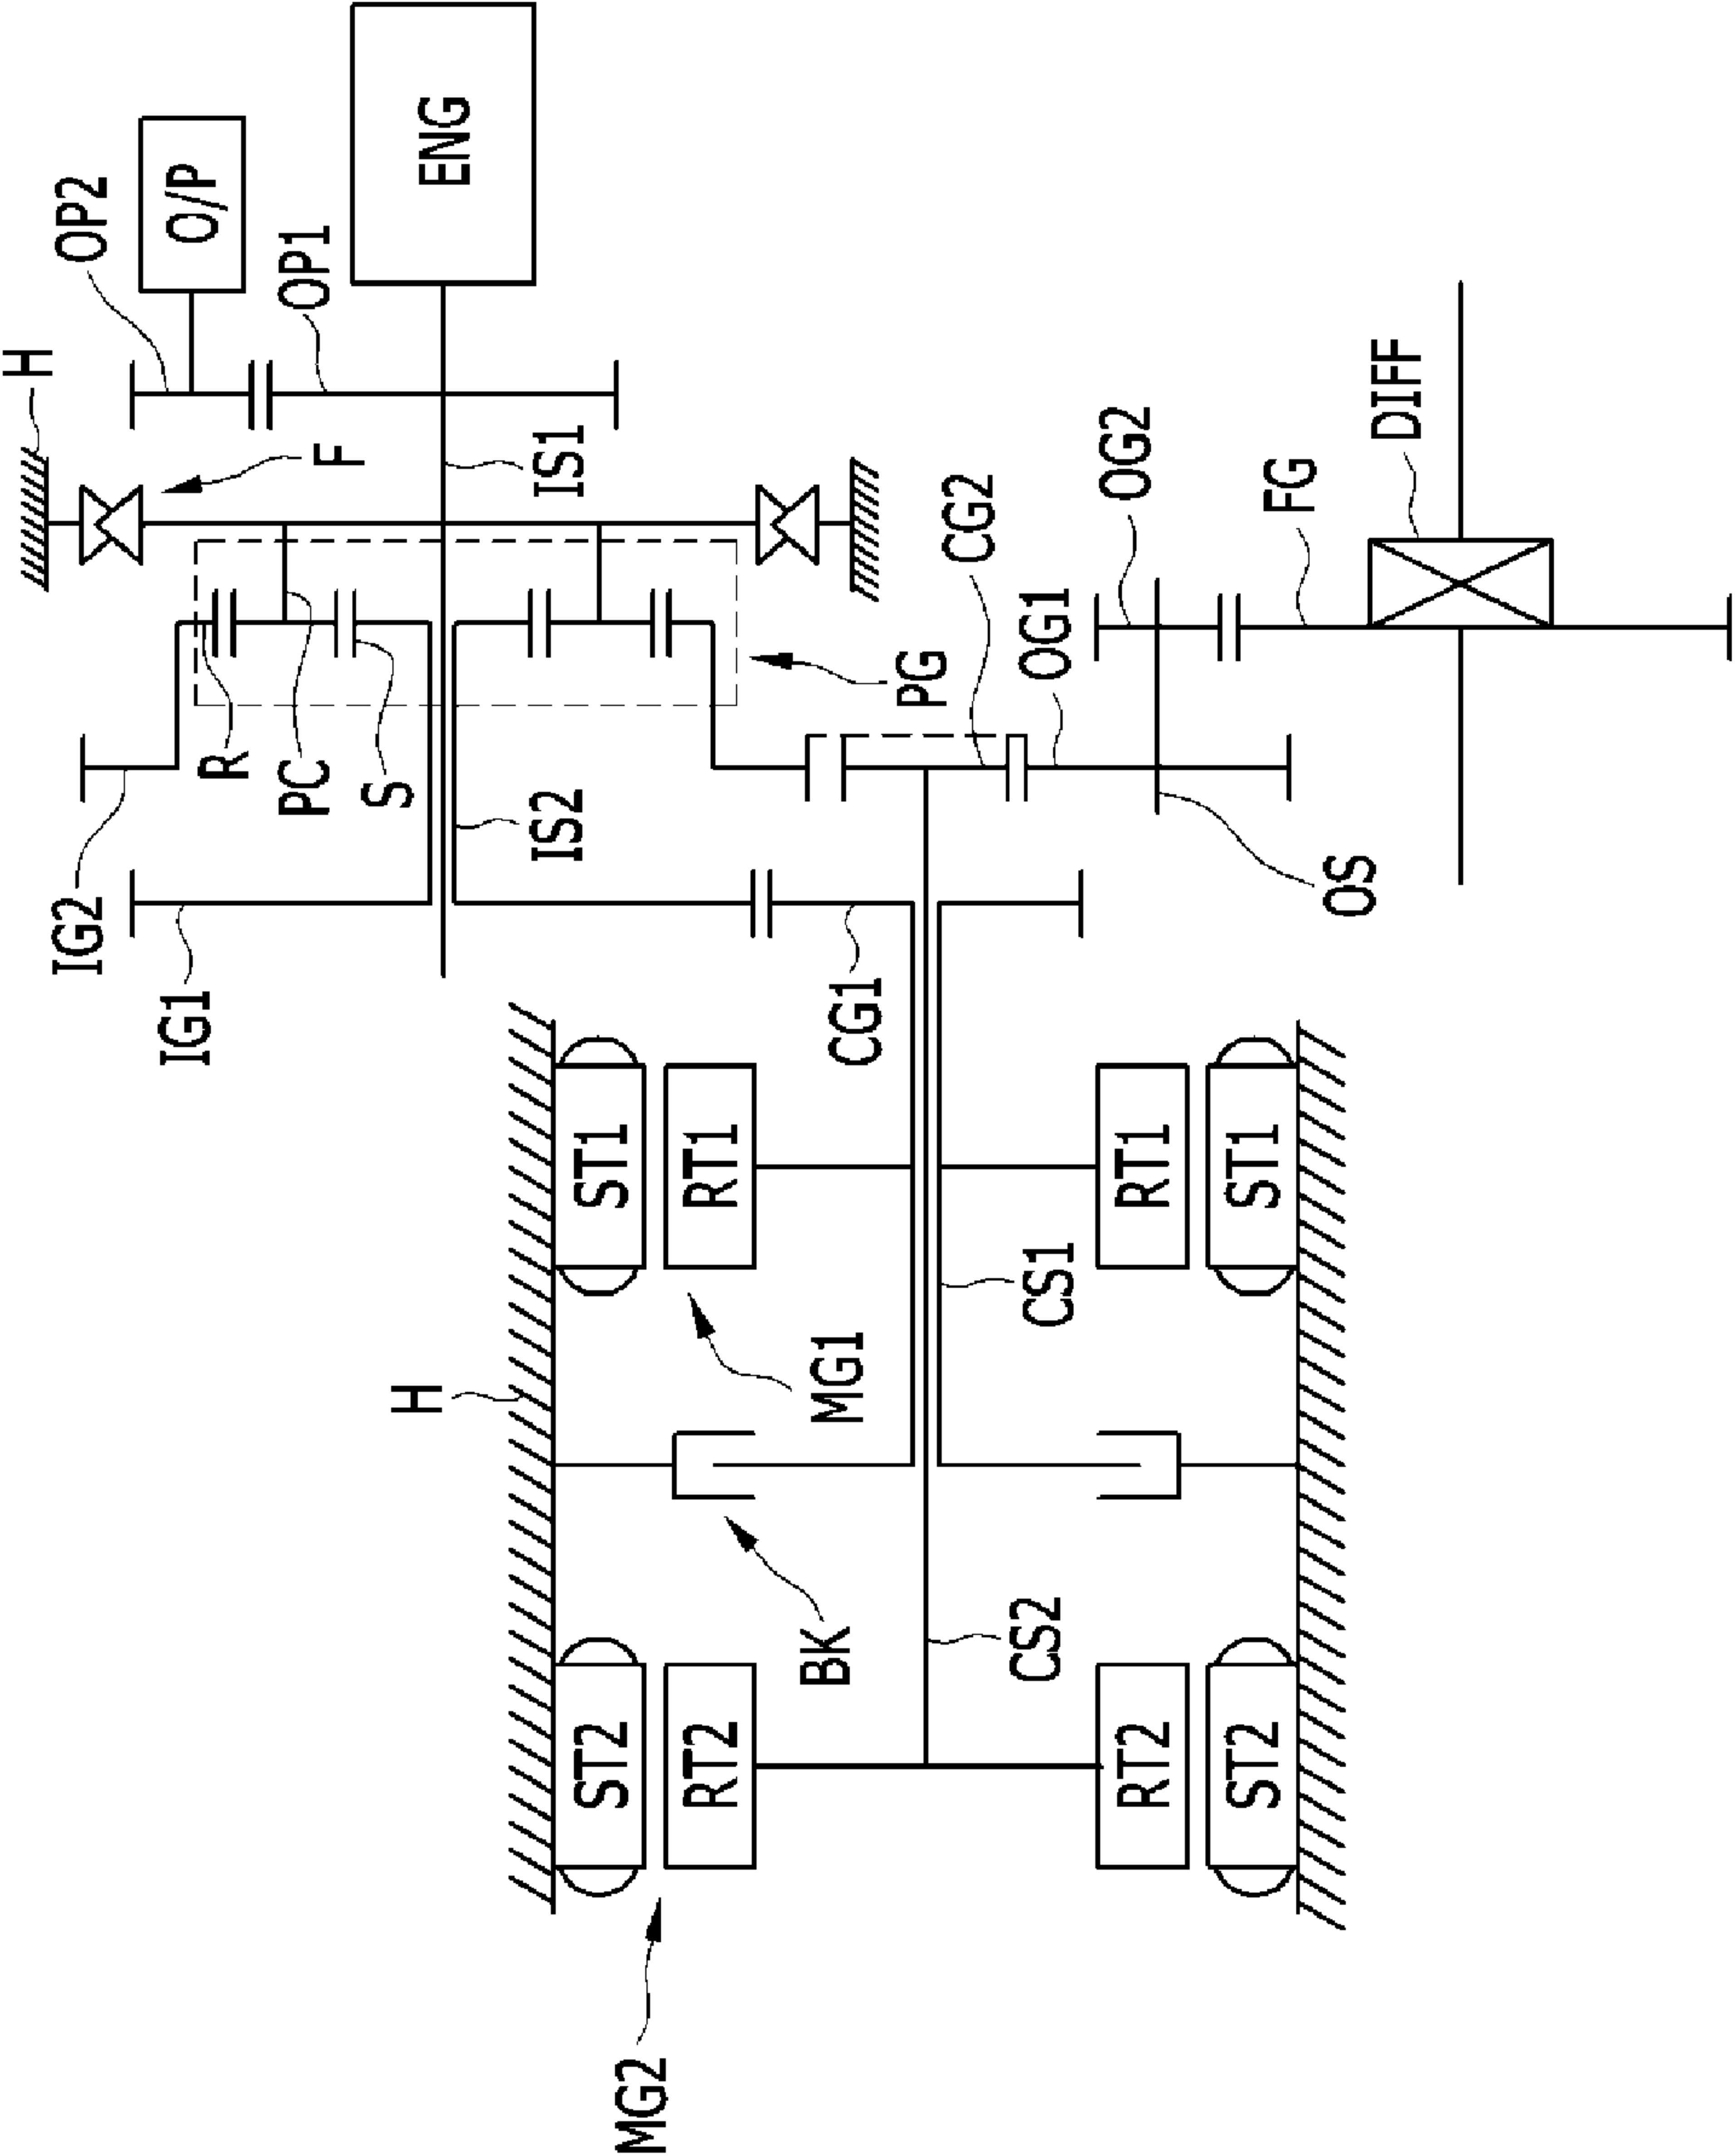 MG2
ST2
RT2
RT2
ST2
BK
CS2
H
MG1
ST1
RT1
RT1
ST1
CS1
CG1
IG1
IG2
IS2
R
PC
S
PG
CG2
OG1
OS
OG2
FG
DIFF
H
F
IS1
OP2
O/P
OP1
ENG